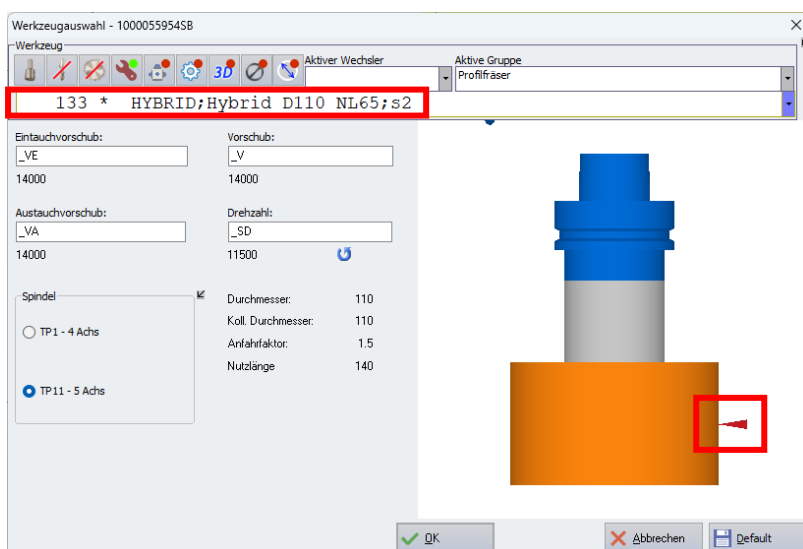 Werkzeugauswahl - 1000055954SB
Werkzeug
3D
Aktiver Wechsler
Aktive Gruppe
Profilfräser
133 * HYBRID;Hybrid D110 NL65;s2
Eintauchvorschub:
Vorschub:
_VE
_V
14000
14000
Austauchvorschub:
Drehzahl:
_VA
_SD
14000
11500
Spindel
TP1 - 4 Achs
TP11 - 5 Achs
Durchmesser: 110
Koll. Durchmesser: 110
Anfahrfaktor: 1.5
Nutzlänge 140
OK
Abbrechen
Default